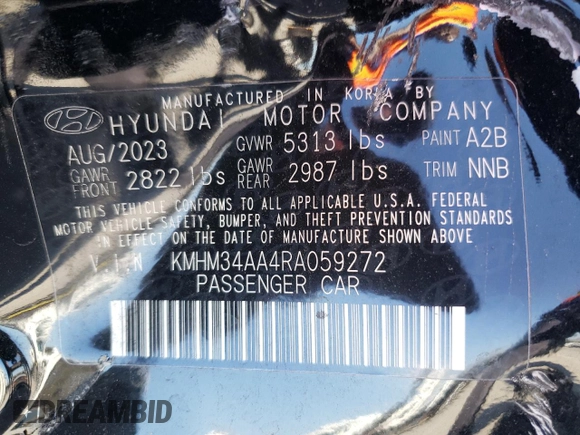 MANUFACTURED IN KOREA BY
HYUNDAI MOTOR COMPANY
AUG/2023 GVWR 5313 lbs PAINT A2B
GAWR FRONT 2822 lbs GAWR REAR 2987 lbs TRIM NNB
THIS VEHICLE CONFORMS TO ALL APPLICABLE U.S.A. FEDERAL
MOTOR VEHICLE SAFETY, BUMPER, AND THEFT PREVENTION STANDARDS
IN EFFECT ON THE DATE OF MANUFACTURE SHOWN ABOVE
V.I.N KMHM34AA4RA059272
PASSENGER CAR
DREAMBID